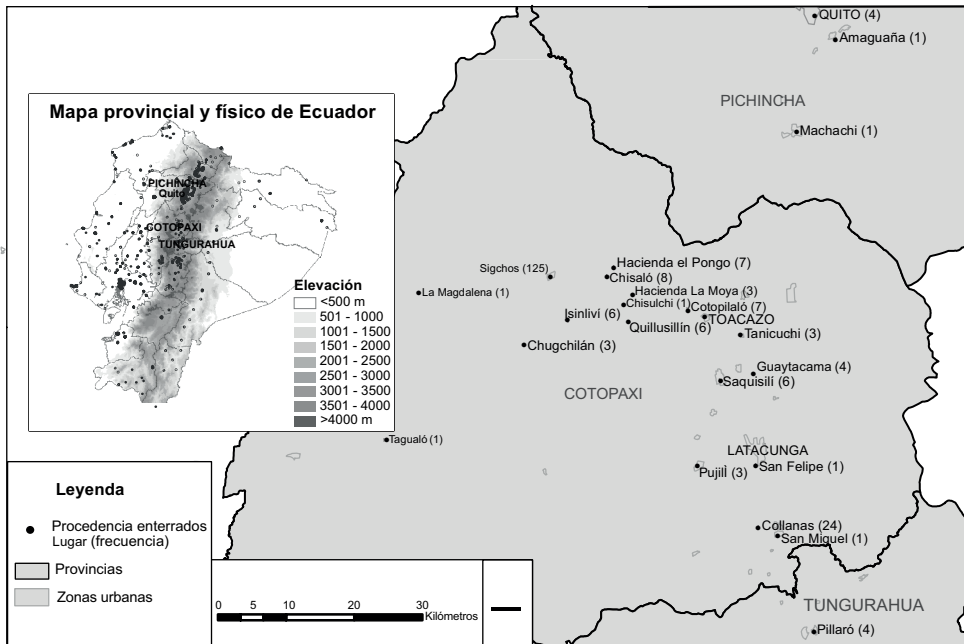 QUITO (4)
Amaguaña (1)
PICHINCHA
Machachi (1)
Mapa provincial y físico de Ecuador
PICHINCHA
Quito
COTOPAXI
TUNGURAHUA
Elevación
<500 m
501 - 1000
1001 - 1500
1501 - 2000
2001 - 2500
2501 - 3000
3001 - 3500
3501 - 4000
>4000 m
Hacienda el Pongo (7)
Sigchos (125)
Chisaló (8)
La Magdalena (1)
Hacienda La Moya (3)
Chisulchi (1)
Cotopilaló (7)
Isinliví (6)
TOACAZO
Quillusillín (6)
Tanicuchi (3)
Chugchilán (3)
Guaytacama (4)
Saquisilí (6)
COTOPAXI
Tagualó (1)
LATACUNGA
Pujilì (3)
San Felipe (1)
Collanas (24)
San Miguel (1)
TUNGURAHUA
Pillaró (4)
Leyenda
Procedencia enterrados
Lugar (frecuencia)
Provincias
Zonas urbanas
0 5 10 20 30
Kilómetros